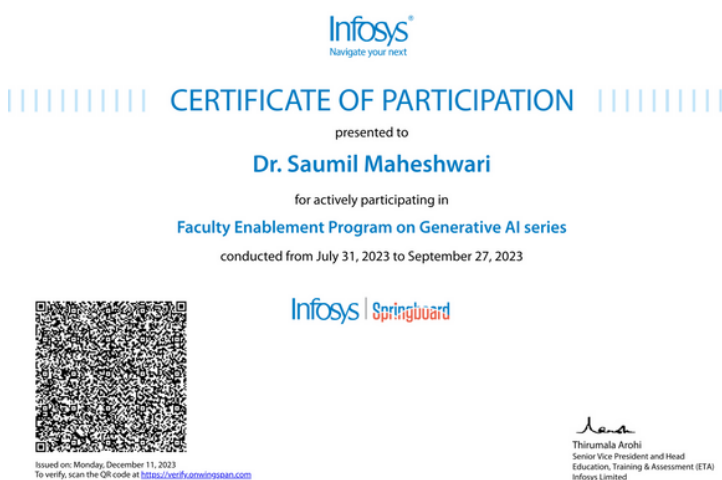 Infosys®
Navigate your next
CERTIFICATE OF PARTICIPATION
presented to
Dr. Saumil Maheshwari
for actively participating in
Faculty Enablement Program on Generative AI series
conducted from July 31, 2023 to September 27, 2023
Infosys | Springboard
Issued on: Monday, December 11, 2023
To verify, scan the QR code at https://verify.onwingspan.com
Thirumala Arohi
Senior Vice President and Head
Education, Training & Assessment (ETA)
Infosys Limited